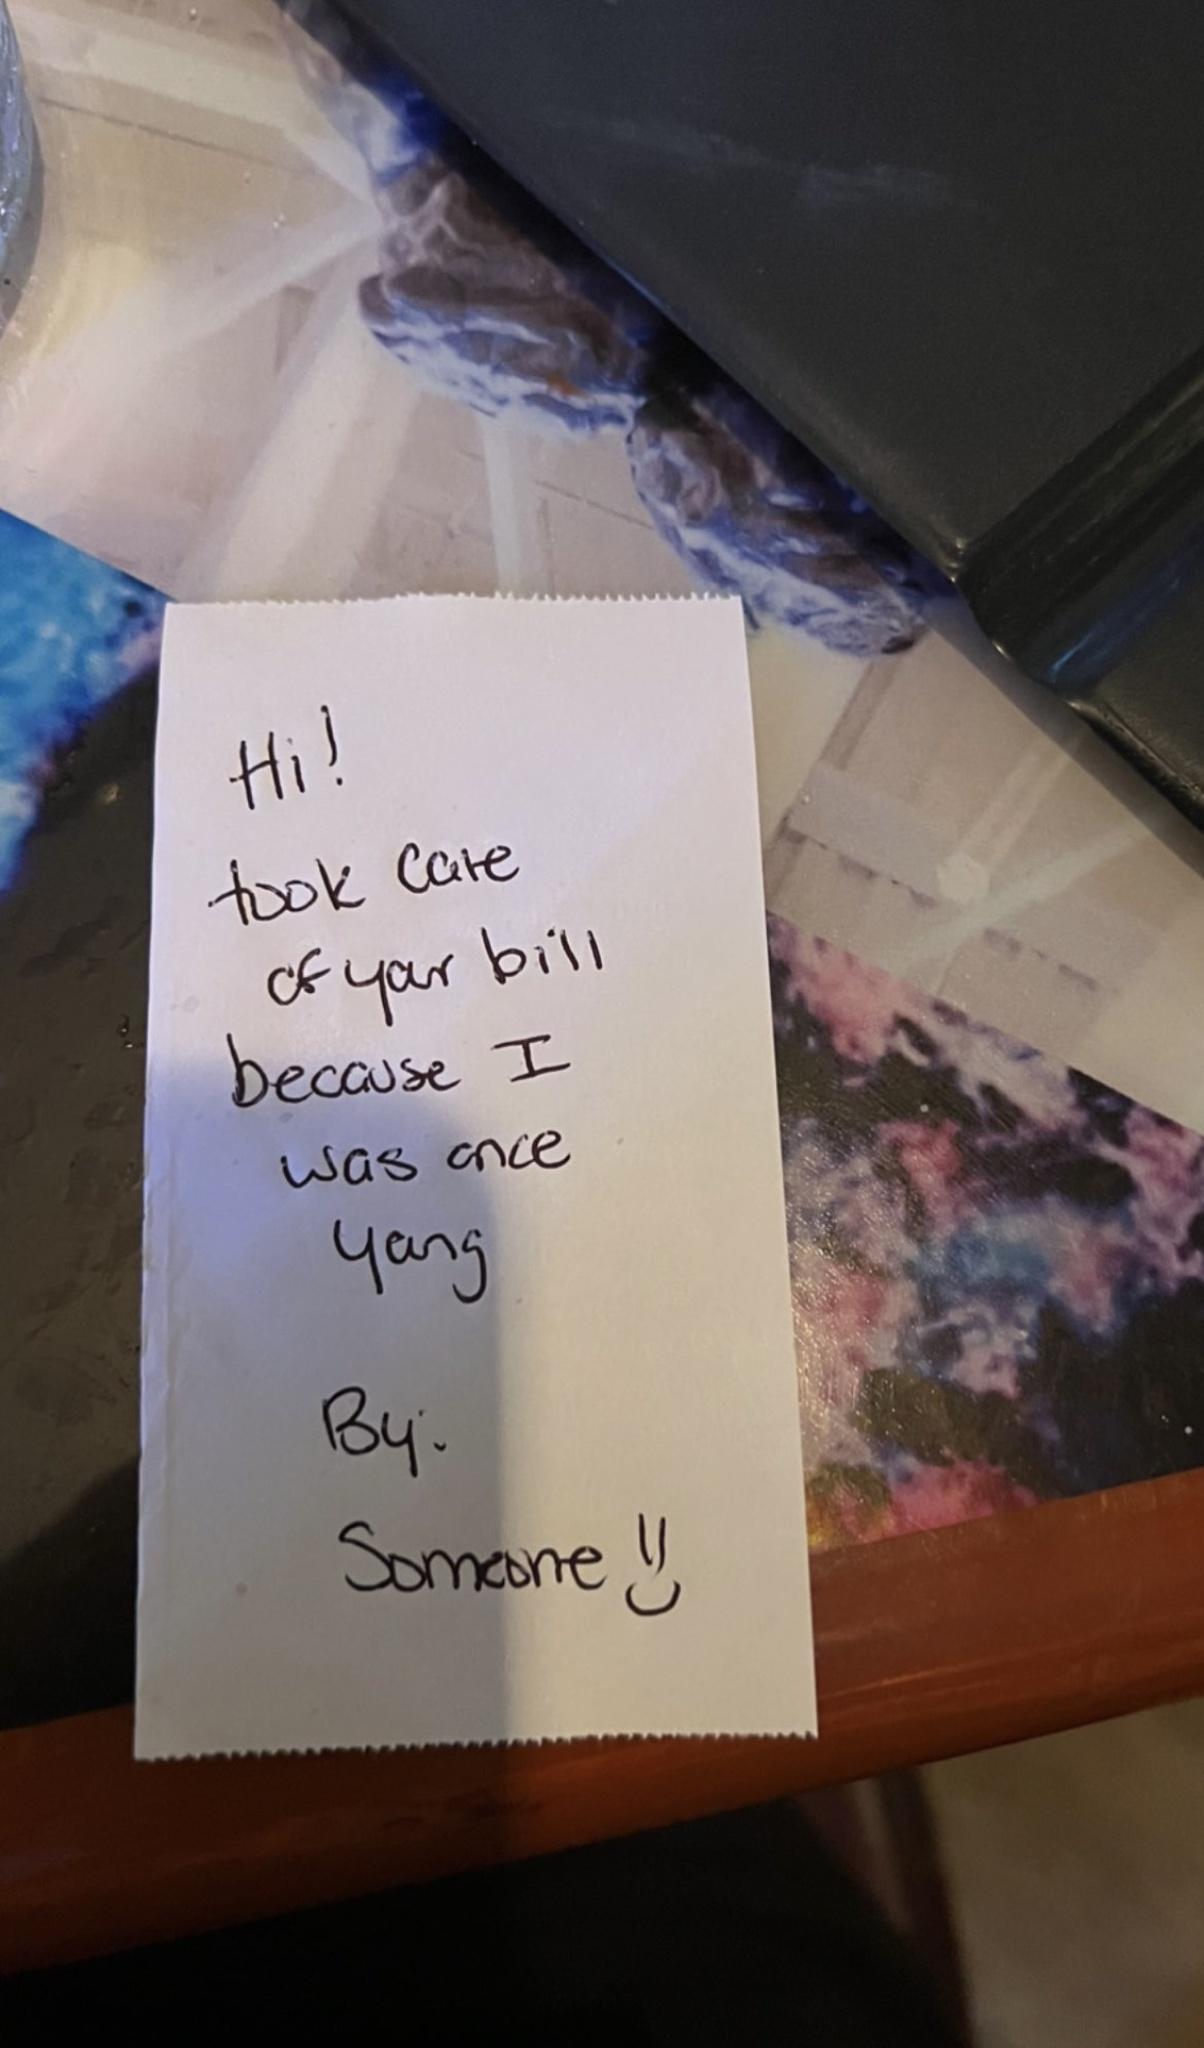 Hi!
took care
of your bill
because I
was once
young
By:
Someone